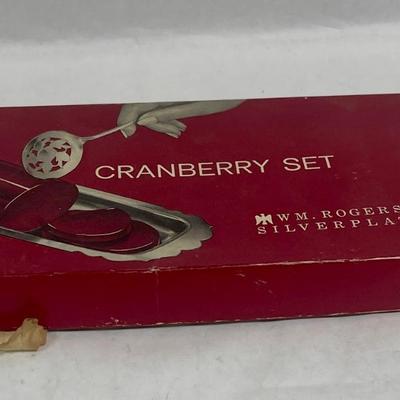 CRANBERRY SET
WM. ROGERS
SILVERPLAT